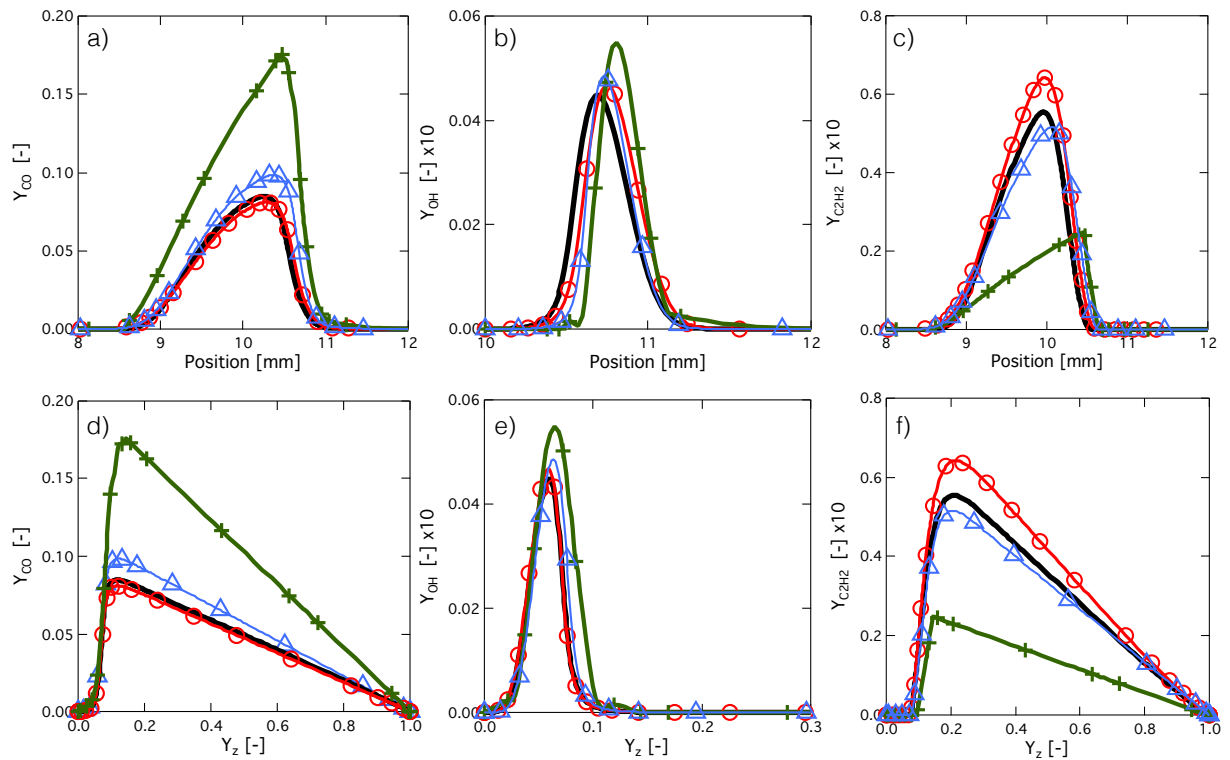 a)
0.20
0.15
0.10
0.05
0.00
Y_CO [-]
8 9 10 11 12
Position [mm]
b)
0.06
0.04
0.02
0.00
Y_OH [-] x10
10 11 12
Position [mm]
c)
0.8
0.6
0.4
0.2
0.0
Y_C2H2 [-] x10
8 9 10 11 12
Position [mm]
d)
0.20
0.15
0.10
0.05
0.00
Y_CO [-]
0.0 0.2 0.4 0.6 0.8 1.0
Y_z [-]
e)
0.06
0.04
0.02
0.00
Y_OH [-] x10
0.0 0.1 0.2 0.3
Y_z [-]
f)
0.8
0.6
0.4
0.2
0.0
Y_C2H2 [-] x10
0.0 0.2 0.4 0.6 0.8 1.0
Y_z [-]